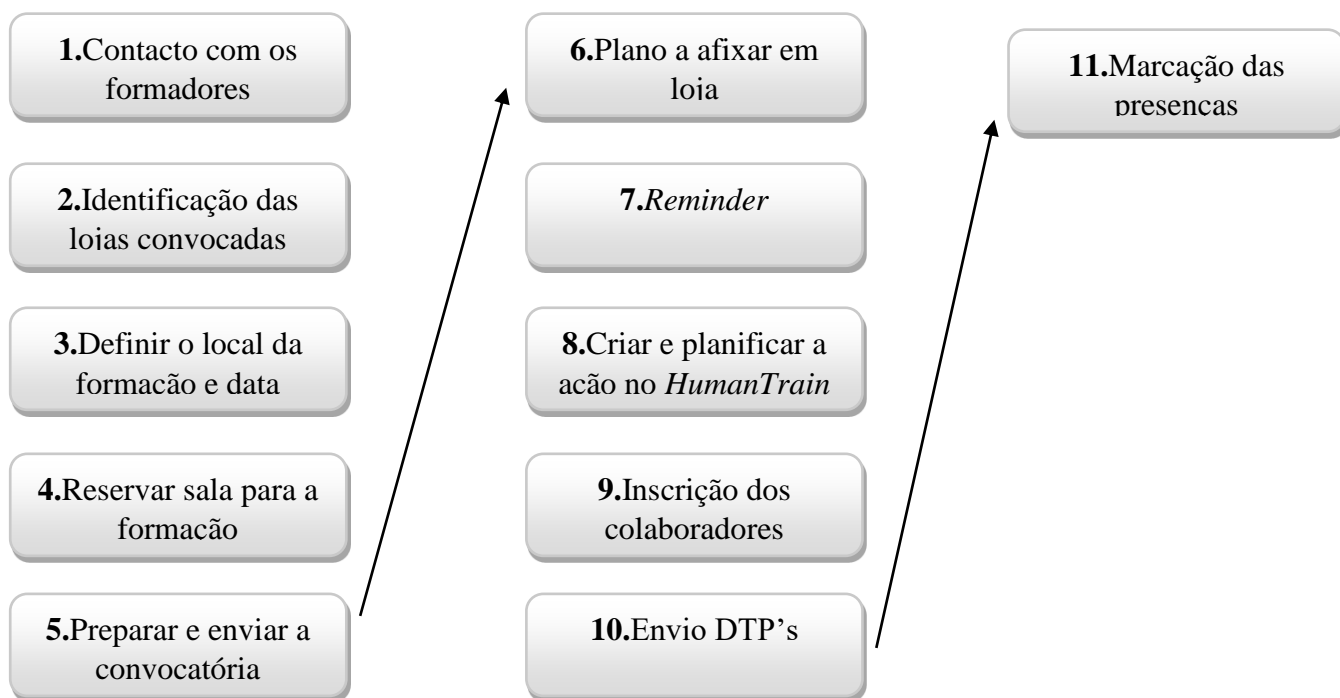 1.Contacto com os
formadores
2.Identificação das
lojas convocadas
3.Definir o local da
formação e data
4.Reservar sala para a
formação
5.Preparar e enviar a
convocatória
6.Plano a afixar em
loja
7.Reminder
8.Criar e planificar a
acão no HumanTrain
9.Inscrição dos
colaboradores
10.Envio DTP’s
11.Marcação das
presenças